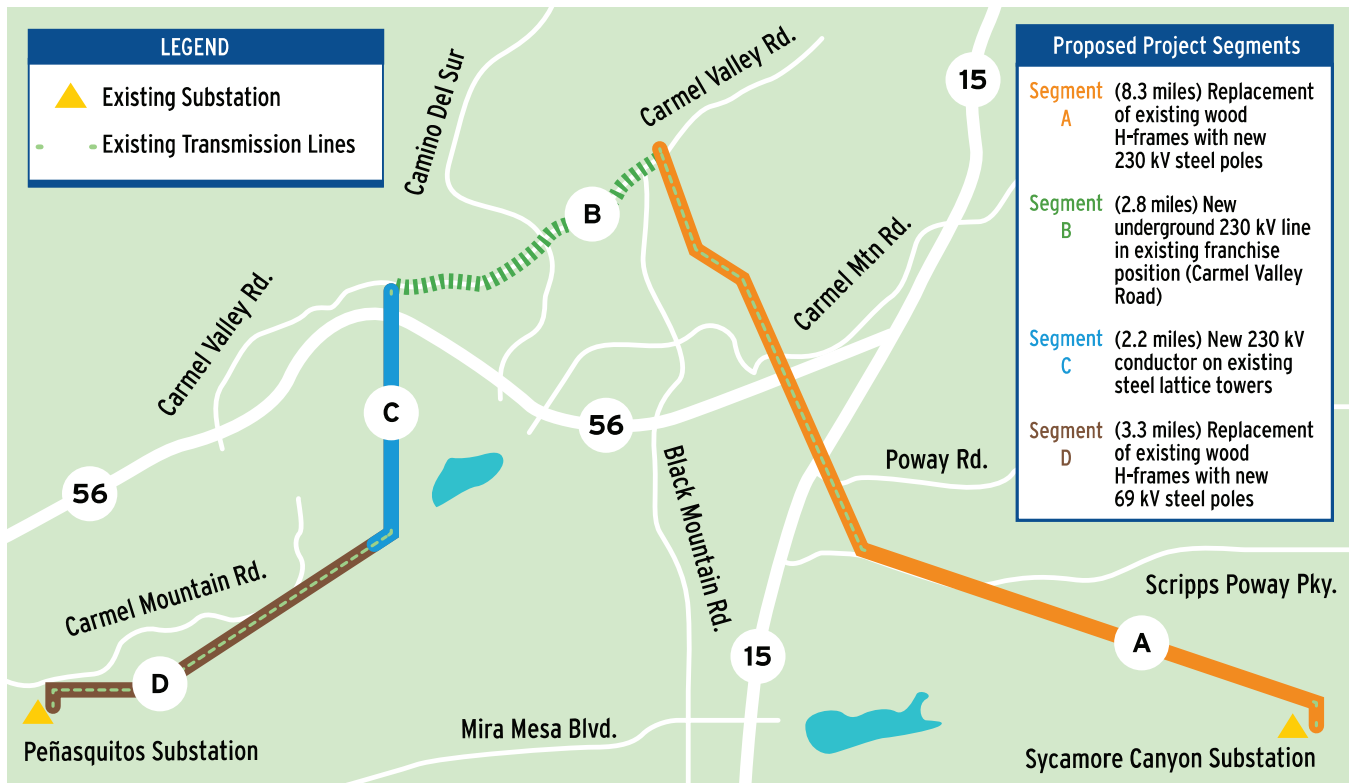 LEGEND
Existing Substation
Existing Transmission Lines
Camino Del Sur
Carmel Valley Rd.
15
Proposed Project Segments
Segment A
(8.3 miles) Replacement
of existing wood
H-frames with new
230 kV steel poles
Segment B
(2.8 miles) New
underground 230 kV line
in existing franchise
position (Carmel Valley
Road)
Segment C
(2.2 miles) New 230 kV
conductor on existing
steel lattice towers
Segment D
(3.3 miles) Replacement
of existing wood
H-frames with new
69 kV steel poles
B
Carmel Mtn Rd.
Carmel Valley Rd.
C
56
56
Poway Rd.
Black Mountain Rd.
Carmel Mountain Rd.
Scripps Poway Pky.
A
15
D
Mira Mesa Blvd.
Peñasquitos Substation
Sycamore Canyon Substation